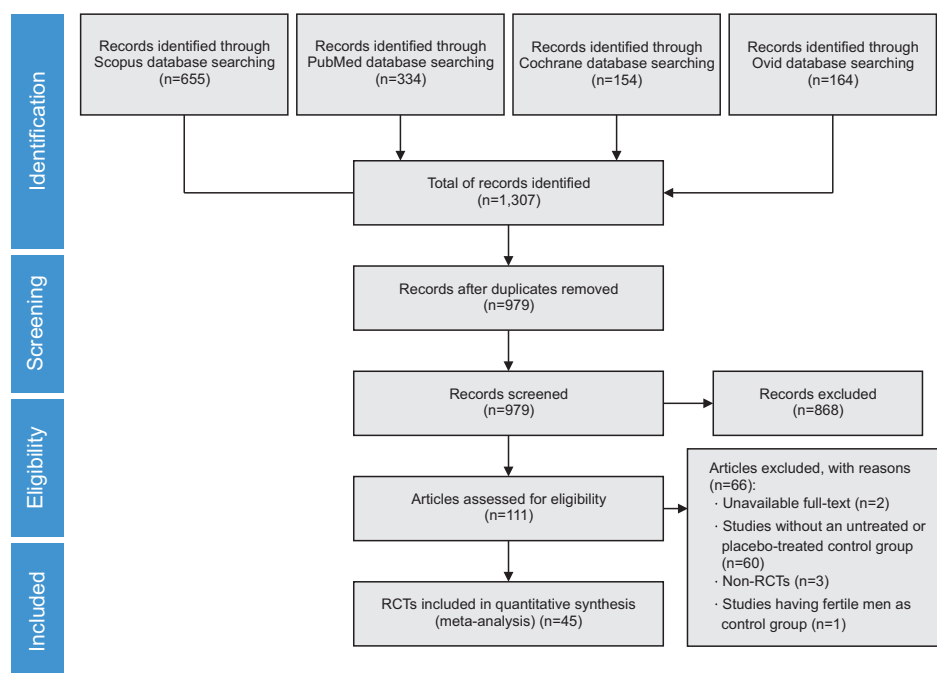 Identification
Records identified through
Scopus database searching
(n=655)
Records identified through
PubMed database searching
(n=334)
Records identified through
Cochrane database searching
(n=154)
Records identified through
Ovid database searching
(n=164)
Total of records identified
(n=1,307)
Screening
Records after duplicates removed
(n=979)
Records screened
(n=979)
Records excluded
(n=868)
Eligibility
Articles assessed for eligibility
(n=111)
Articles excluded, with reasons
(n=66):
· Unavailable full-text (n=2)
· Studies without an untreated or
placebo-treated control group
(n=60)
· Non-RCTs (n=3)
· Studies having fertile men as
control group (n=1)
Included
RCTs included in quantitative synthesis
(meta-analysis) (n=45)